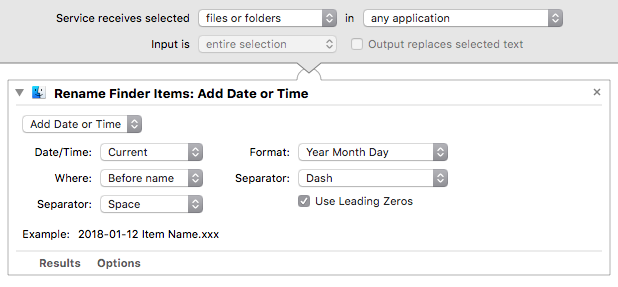 Service receives selected files or folders in any application
Input is entire selection Output replaces selected text
Rename Finder Items: Add Date or Time
Add Date or Time
Date/Time: Current Format: Year Month Day
Where: Before name Separator: Dash
Separator: Space Use Leading Zeros
Example: 2018-01-12 Item Name.xxx
Results Options